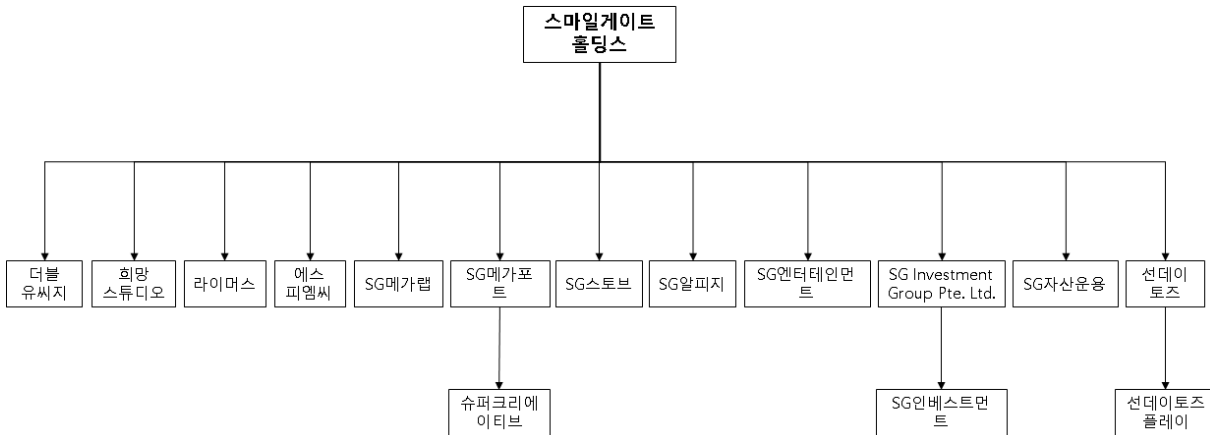 스마일게이트
홀딩스
더블
유씨지
희망
스튜디오
라이머스
에스
피엠씨
SG메가랩
SG메가포
트
SG스토브
SG알피지
SG엔터테인먼
트
SG Investment
Group Pte. Ltd.
SG자산운용
선데이
토즈
슈퍼크리에
이티브
SG인베스트먼
트
선데이토즈
플레이